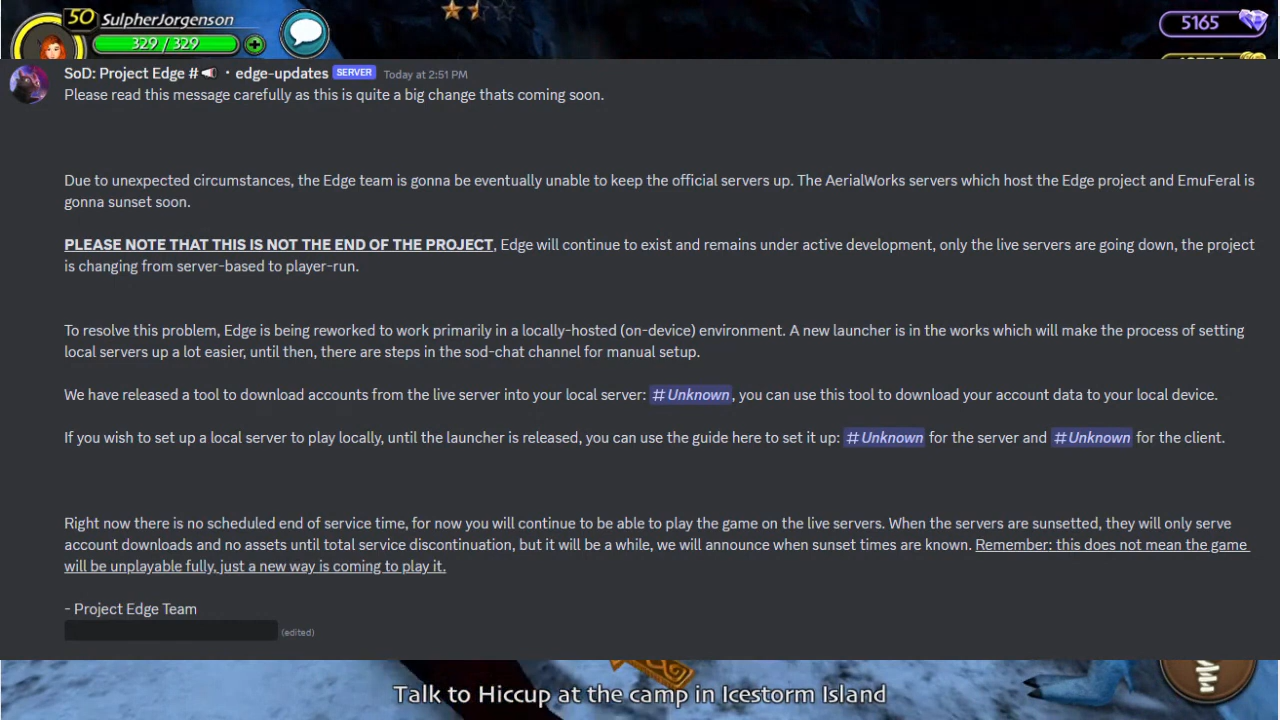 50 SulpherJorgenson
329 / 329
5165
SoD: Project Edge # · edge-updates SERVER Today at 2:51 PM
Please read this message carefully as this is quite a big change thats coming soon.
Due to unexpected circumstances, the Edge team is gonna be eventually unable to keep the official servers up. The AerialWorks servers which host the Edge project and EmuFeral is
gonna sunset soon.
PLEASE NOTE THAT THIS IS NOT THE END OF THE PROJECT, Edge will continue to exist and remains under active development, only the live servers are going down, the project
is changing from server-based to player-run.
To resolve this problem, Edge is being reworked to work primarily in a locally-hosted (on-device) environment. A new launcher is in the works which will make the process of setting
local servers up a lot easier, until then, there are steps in the sod-chat channel for manual setup.
We have released a tool to download accounts from the live server into your local server: #Unknown, you can use this tool to download your account data to your local device.
If you wish to set up a local server to play locally, until the launcher is released, you can use the guide here to set it up: #Unknown for the server and #Unknown for the client.
Right now there is no scheduled end of service time, for now you will continue to be able to play the game on the live servers. When the servers are sunsetted, they will only serve
account downloads and no assets until total service discontinuation, but it will be a while, we will announce when sunset times are known. Remember: this does not mean the game
will be unplayable fully, just a new way is coming to play it.
- Project Edge Team
(edited)
Talk to Hiccup at the camp in Icestorm Island